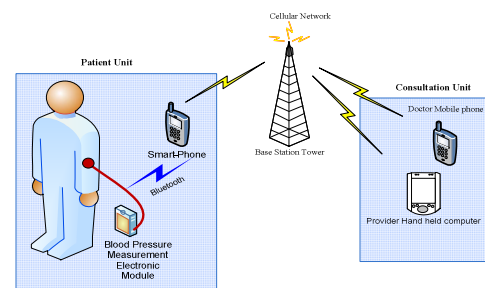 Cellular Network
Patient Unit
Consultation Unit
Doctor Mobile phone
Smart-Phone
Base Station Tower
Bluetooth
Provider Hand held computer
Blood Pressure
Measurement
Electronic
Module